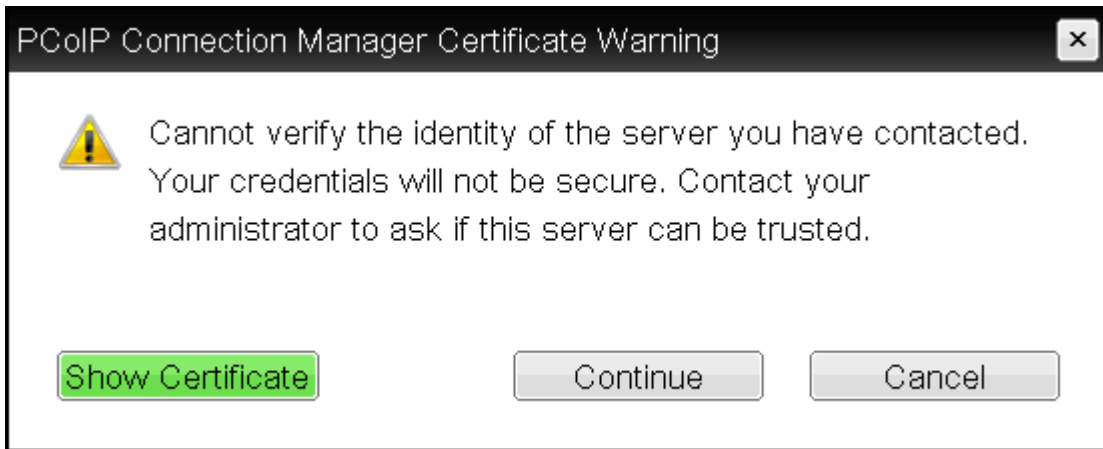 PCoIP Connection Manager Certificate Warning
Cannot verify the identity of the server you have contacted.
Your credentials will not be secure. Contact your
administrator to ask if this server can be trusted.
Show Certificate
Continue
Cancel